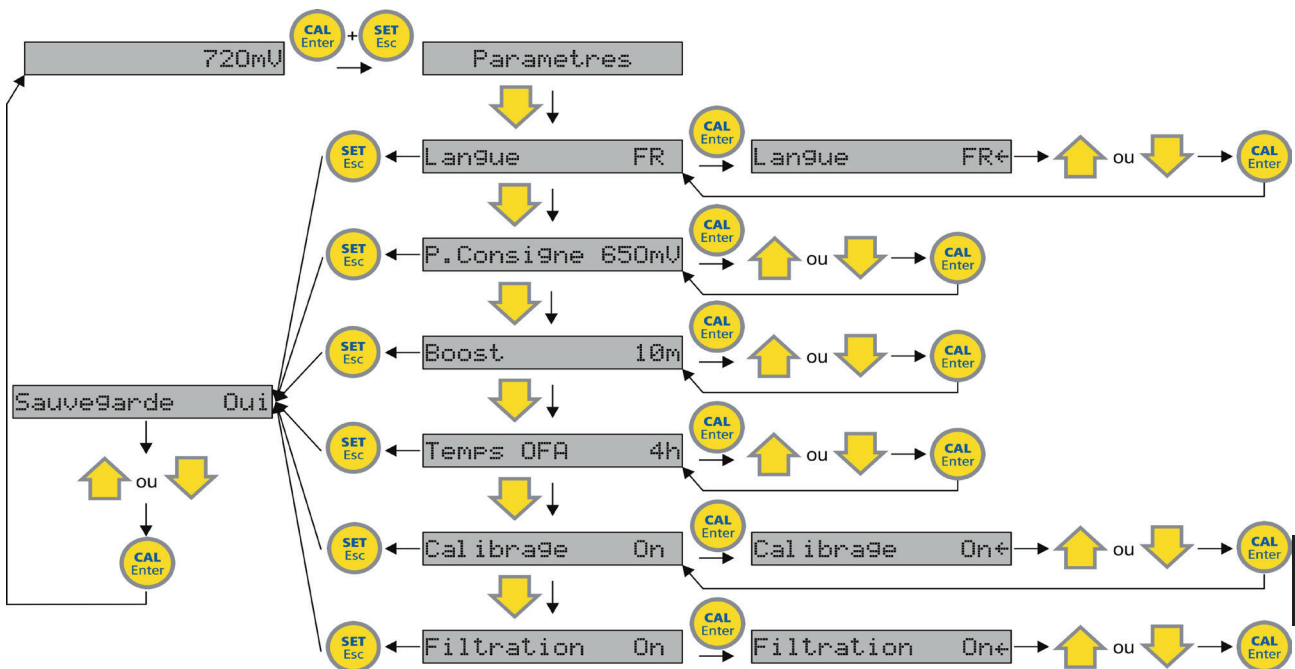 720mV
CAL
Enter
+
SET
Esc
Parametres
SET
Esc
Langue FR
CAL
Enter
Langue FR←
ou
CAL
Enter
SET
Esc
P.Consigne 650mV
CAL
Enter
ou
CAL
Enter
SET
Esc
Boost 10m
CAL
Enter
ou
CAL
Enter
Sauvegarde Oui
ou
CAL
Enter
SET
Esc
Temps OFA 4h
CAL
Enter
ou
CAL
Enter
SET
Esc
Calibrage On
CAL
Enter
Calibrage On←
ou
CAL
Enter
SET
Esc
Filtration On
CAL
Enter
Filtration On←
ou
CAL
Enter